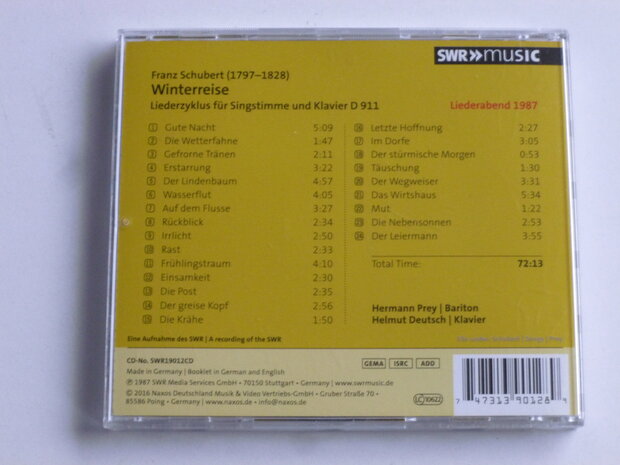 SWR»MUSIC
Franz Schubert (1797–1828)
Winterreise
Liederzyklus für Singstimme und Klavier D 911
Liederabend 1987
1 Gute Nacht 5:09
2 Die Wetterfahne 1:47
3 Gefrorne Tränen 2:11
4 Erstarrung 3:22
5 Der Lindenbaum 4:57
6 Wasserflut 4:05
7 Auf dem Flusse 3:27
8 Rückblick 2:34
9 Irrlicht 2:50
10 Rast 2:33
11 Frühlingstraum 4:10
12 Einsamkeit 2:30
13 Die Post 2:35
14 Der greise Kopf 2:56
15 Die Krähe 1:50
16 Letzte Hoffnung 2:27
17 Im Dorfe 3:05
18 Der stürmische Morgen 0:53
19 Täuschung 1:30
20 Der Wegweiser 3:31
21 Das Wirtshaus 5:34
22 Mut 1:22
23 Die Nebensonnen 2:53
24 Der Leiermann 3:55
Total Time: 72:13
Hermann Prey | Bariton
Helmut Deutsch | Klavier
Eine Aufnahme des SWR | A recording of the SWR
CD-No. SWR19012CD
Made in Germany | Booklet in German and English
℗ 1987 SWR Media Services GmbH • 70150 Stuttgart • Germany | www.swrmusic.de
© 2016 Naxos Deutschland Musik & Video Vertriebs-GmbH • Gruber Straße 70 •
85586 Poing • Germany | www.naxos.de • info@naxos.de
GEMA ISRC ADD
LC 10622
7 47313 90128 9